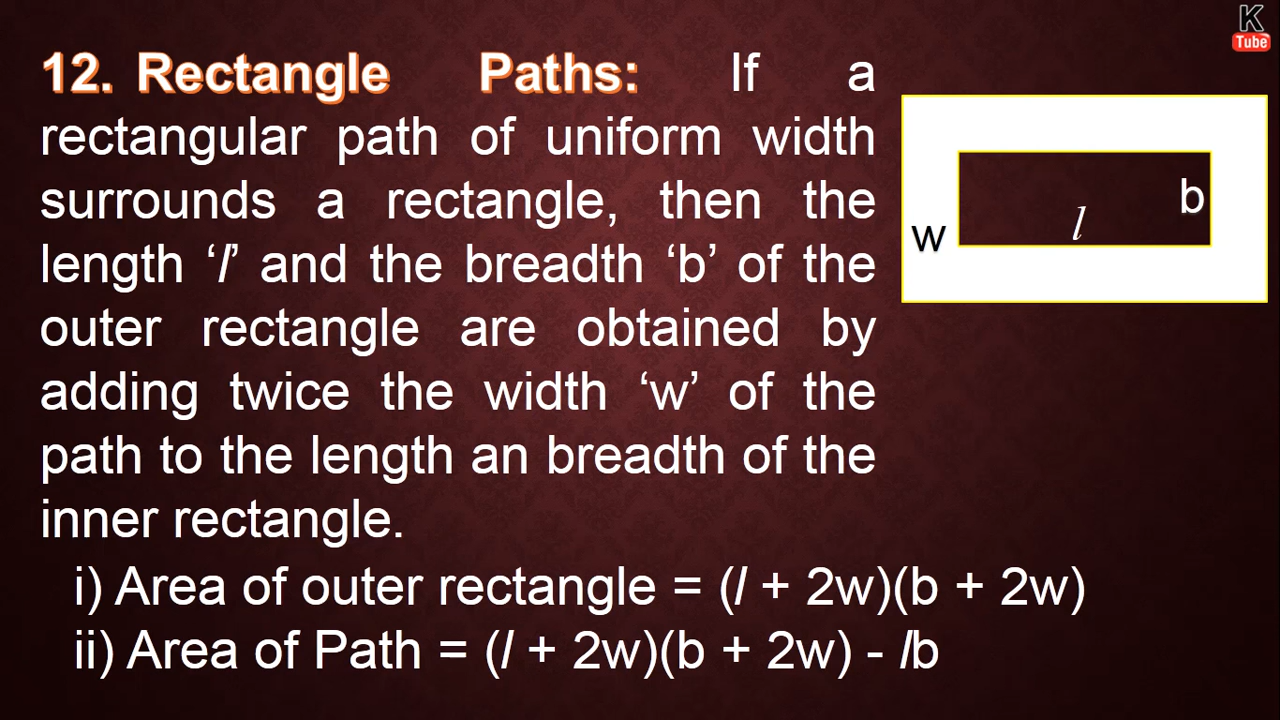 K
Tube
12. Rectangle Paths: If a
rectangular path of uniform width
surrounds a rectangle, then the
length ‘l’ and the breadth ‘b’ of the
outer rectangle are obtained by
adding twice the width ‘w’ of the
path to the length an breadth of the
inner rectangle.
i) Area of outer rectangle = (l + 2w)(b + 2w)
ii) Area of Path = (l + 2w)(b + 2w) - lb
b
l
w